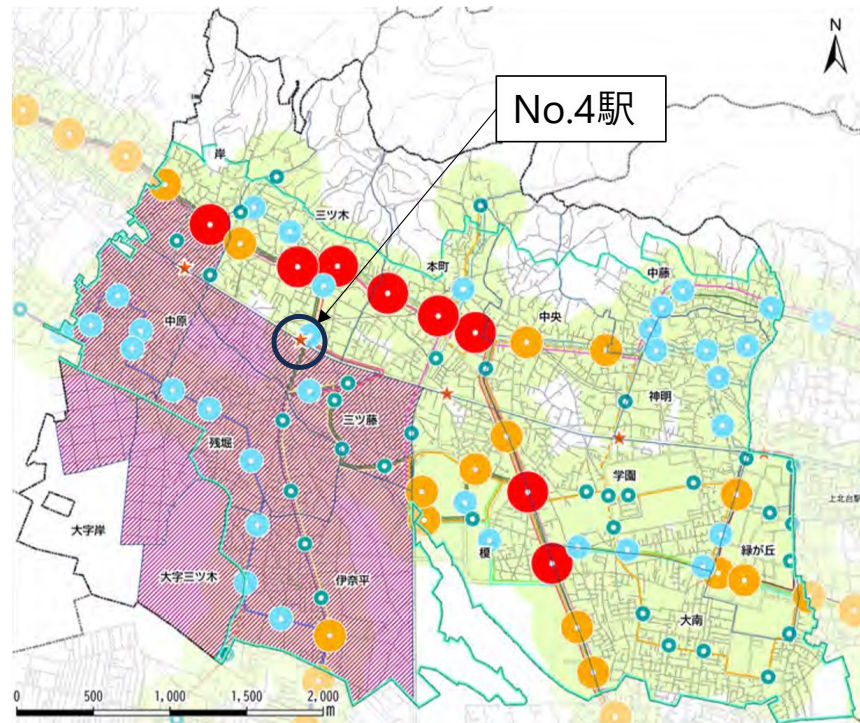 N
No.4駅
岸
三ツ木
本町
中藤
中央
中原
神明
三ツ藤
残堀
学園
上北台駅
大字岸
榎
緑が丘
大字三ツ木
伊奈平
大南
0 500 1,000 1,500 2,000
m